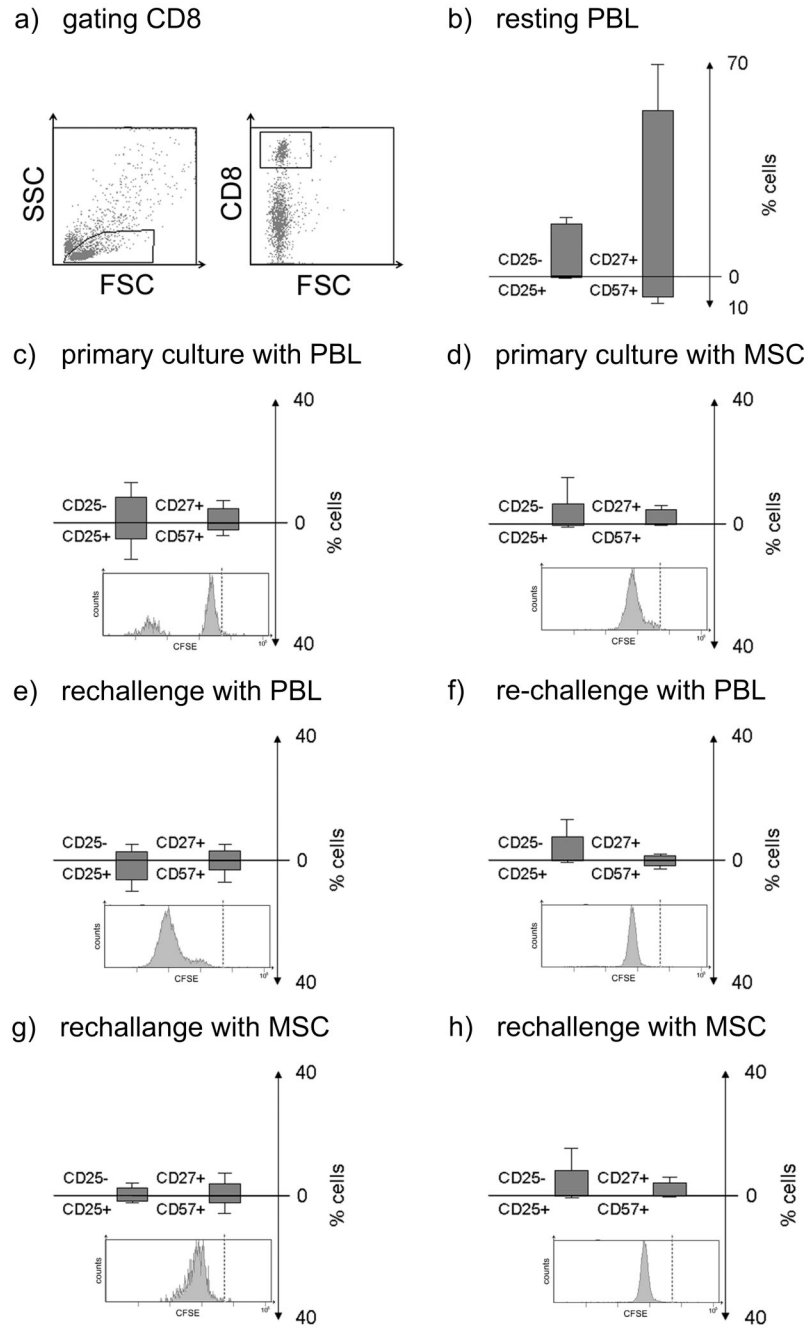 a) gating CD8
SSC
FSC
CD8
FSC
b) resting PBL
70
% cells
CD25-
CD27+
0
CD25+
CD57+
10
c) primary culture with PBL
40
CD25-
CD27+
0
CD25+
CD57+
% cells
counts
CFSE
10⁵
40
d) primary culture with MSC
40
CD25-
CD27+
0
CD25+
CD57+
% cells
counts
CFSE
40
e) rechallenge with PBL
40
CD25-
CD27+
0
CD25+
CD57+
% cells
counts
CFSE
40
f) re-challenge with PBL
40
CD25-
CD27+
0
CD25+
CD57+
% cells
counts
CFSE
40
g) rechallange with MSC
40
CD25-
CD27+
0
CD25+
CD57+
% cells
counts
CFSE
40
h) rechallenge with MSC
40
CD25-
CD27+
0
CD25+
CD57+
% cells
counts
CFSE
40